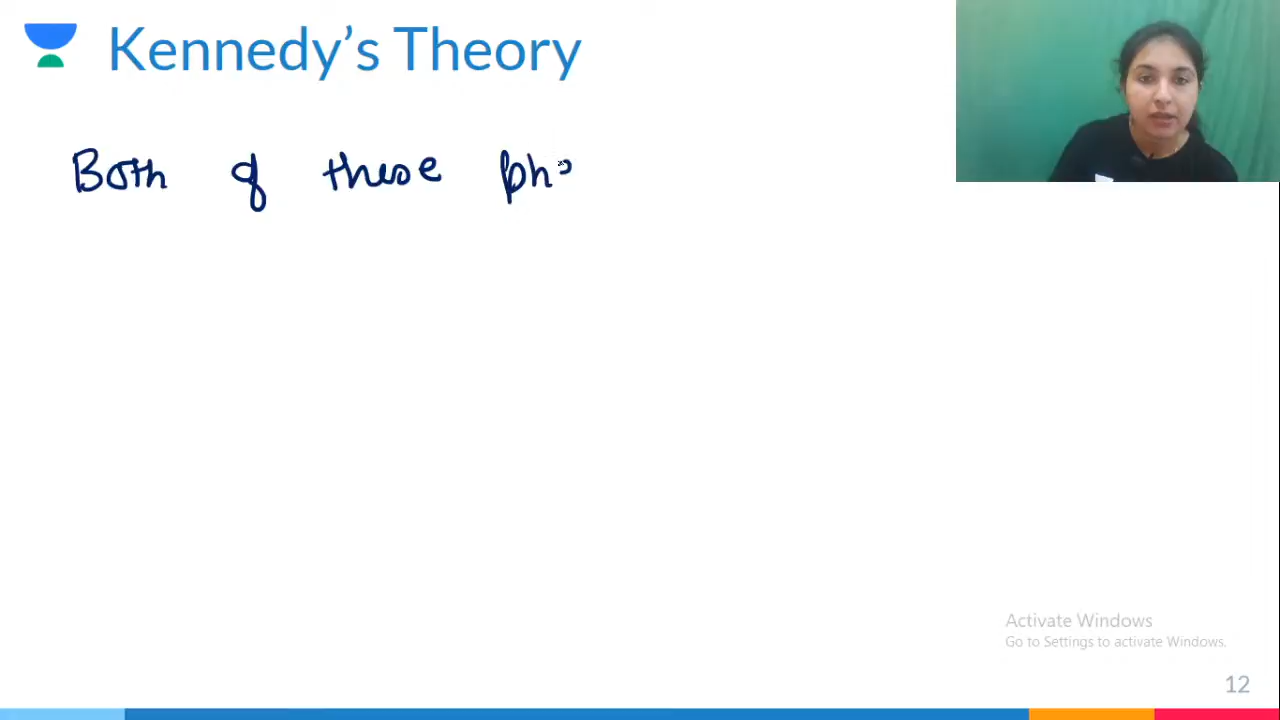 Kennedy's Theory
Both of these
Activate Windows
Go to Settings to activate Windows.
12